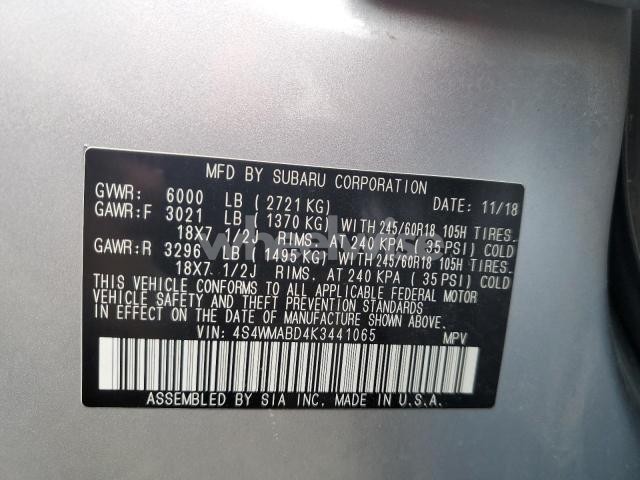 MFD BY SUBARU CORPORATION
GVWR: 6000 LB ( 2721 KG) DATE: 11/18
GAWR:F 3021 LB ( 1370 KG) WITH 245/60R18 105H TIRES.
18X7 1/2J RIMS. AT 240 KPA ( 35 PSI) COLD
GAWR:R 3296 LB ( 1495 KG) WITH 245/60R18 105H TIRES.
18X7 1/2J RIMS. AT 240 KPA ( 35 PSI) COLD
THIS VEHICLE CONFORMS TO ALL APPLICABLE FEDERAL MOTOR
VEHICLE SAFETY AND THEFT PREVENTION STANDARDS
IN EFFECT ON THE DATE OF MANUFACTURE SHOWN ABOVE.
VIN: 4S4WMABD4K3441065 MPV
ASSEMBLED BY SIA INC. MADE IN U.S.A.